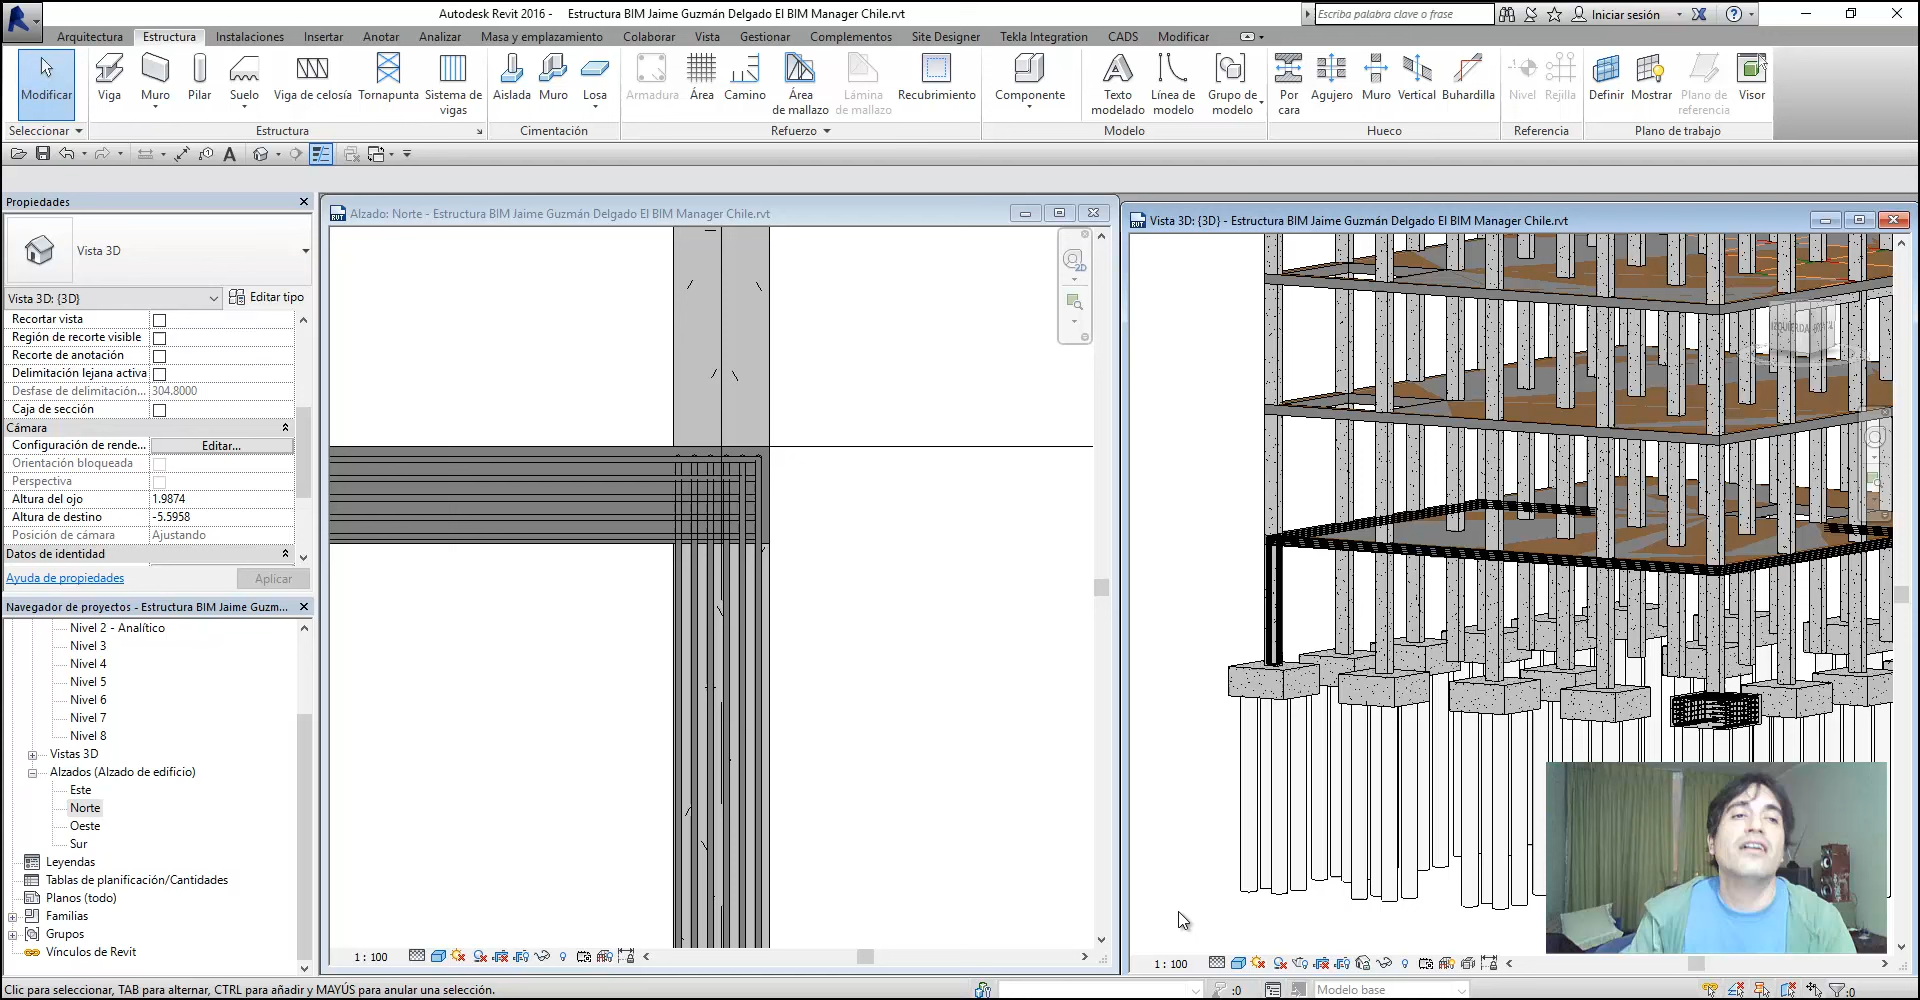 Autodesk Revit 2016 - Estructura BIM Jaime Guzmán Delgado El BIM Manager Chile.rvt
Escriba palabra clave o frase
Iniciar sesión
Arquitectura Estructura Instalaciones Insertar Anotar Analizar Masa y emplazamiento Colaborar Vista Gestionar Complementos Site Designer Tekla Integration CADS Modificar
Modificar
Viga
Muro
Pilar
Suelo
Viga de celosía
Tornapunta
Sistema de vigas
Aislada
Muro
Losa
Armadura
Área
Camino
Área de mallazo
Lámina de mallazo
Recubrimiento
Componente
Texto modelado
Línea de modelo
Grupo de modelo
Por cara
Agujero
Muro
Vertical
Buhardilla
Nivel
Rejilla
Definir
Mostrar
Plano de referencia
Visor
Seleccionar
Estructura
Cimentación
Refuerzo
Modelo
Hueco
Referencia
Plano de trabajo
Propiedades
Vista 3D
Vista 3D: {3D}
Editar tipo
Recortar vista
Región de recorte visible
Recorte de anotación
Delimitación lejana activa
Desfase de delimitación... 304.8000
Caja de sección
Cámara
Configuración de rende... Editar...
Orientación bloqueada
Perspectiva
Altura del ojo 1.9874
Altura de destino -5.5958
Posición de cámara Ajustando
Datos de identidad
Ayuda de propiedades
Aplicar
Navegador de proyectos - Estructura BIM Jaime Guzm...
Nivel 2 - Analítico
Nivel 3
Nivel 4
Nivel 5
Nivel 6
Nivel 7
Nivel 8
Vistas 3D
Alzados (Alzado de edificio)
Este
Norte
Oeste
Sur
Leyendas
Tablas de planificación/Cantidades
Planos (todo)
Familias
Grupos
Vínculos de Revit
Alzado: Norte - Estructura BIM Jaime Guzmán Delgado El BIM Manager Chile.rvt
2D
1 : 100
Vista 3D: {3D} - Estructura BIM Jaime Guzmán Delgado El BIM Manager Chile.rvt
IZQUIERDA
1 : 100
Clic para seleccionar, TAB para alternar, CTRL para añadir y MAYÚS para anular una selección.
:0
Modelo base
:0